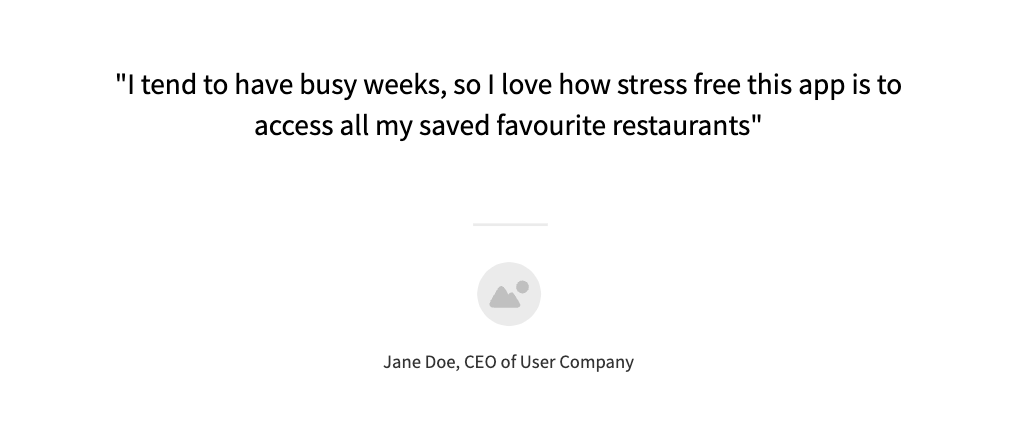 "I tend to have busy weeks, so I love how stress free this app is to
access all my saved favourite restaurants"
Jane Doe, CEO of User Company